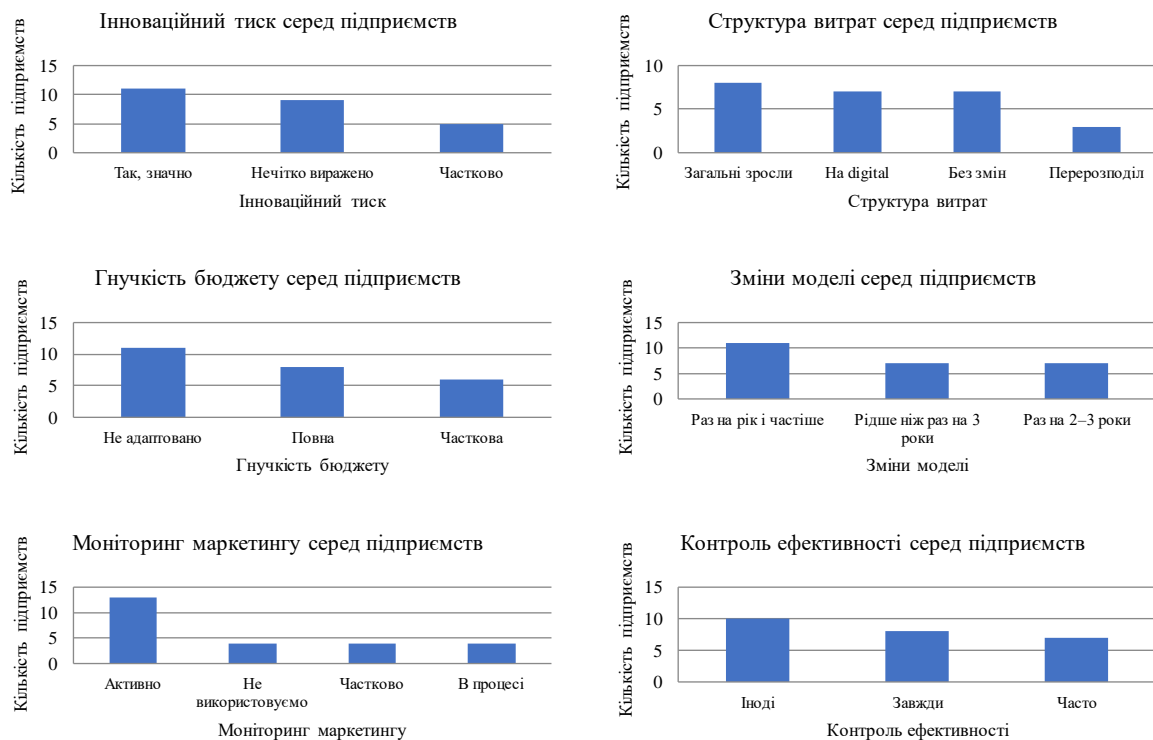 Інноваційний тиск серед підприємств
Кількість підприємств
15
10
5
0
Так, значно
Нечітко виражено
Частково
Інноваційний тиск
Структура витрат серед підприємств
Кількість підприємств
10
5
0
Загальні зросли
На digital
Без змін
Перерозподіл
Структура витрат
Гнучкість бюджету серед підприємств
Кількість підприємств
15
10
5
0
Не адаптовано
Повна
Часткова
Гнучкість бюджету
Зміни моделі серед підприємств
Кількість підприємств
15
10
5
0
Раз на рік і частіше
Рідше ніж раз на 3
роки
Раз на 2–3 роки
Зміни моделі
Моніторинг маркетингу серед підприємств
Кількість підприємств
15
10
5
0
Активно
Не
використовуємо
Частково
В процесі
Моніторинг маркетингу
Контроль ефективності серед підприємств
Кількість підприємств
15
10
5
0
Іноді
Завжди
Часто
Контроль ефективності